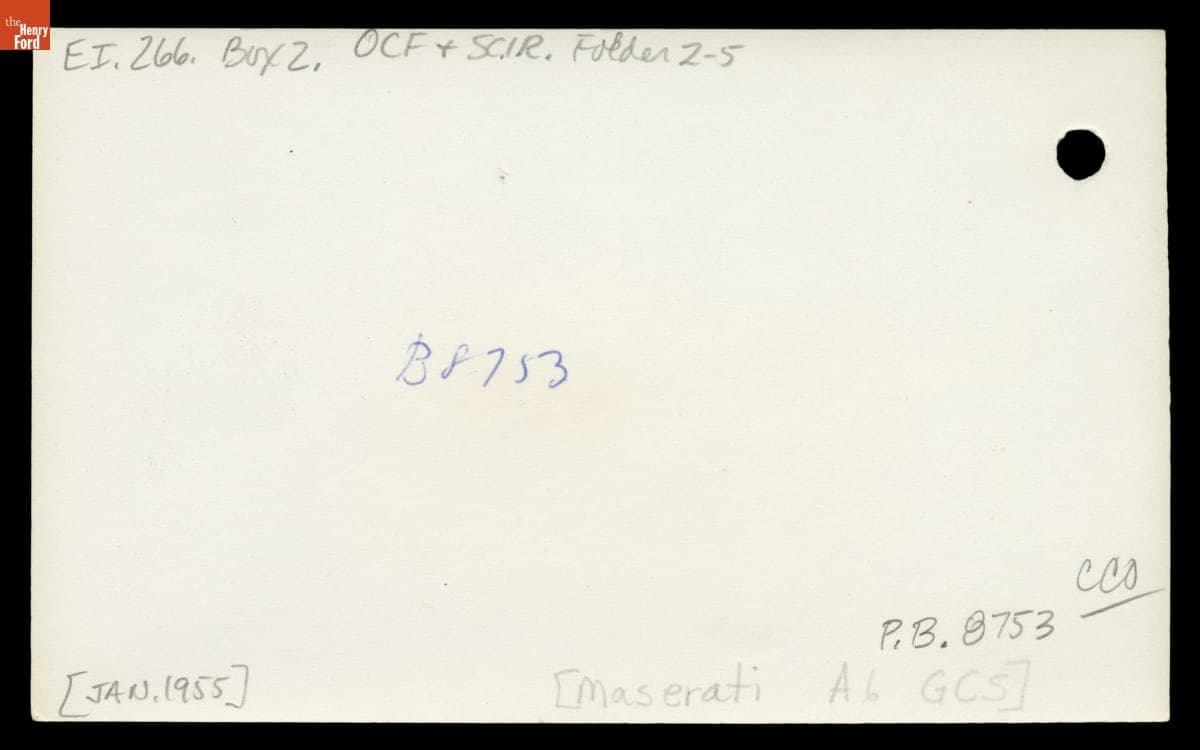 the
Henry
Ford
EI. 266. Box 2. OCF + SCIR. Folder 2-5
B8753
CCO
P.B. 8753
[JAN. 1955]
[Maserati A6 GCS]